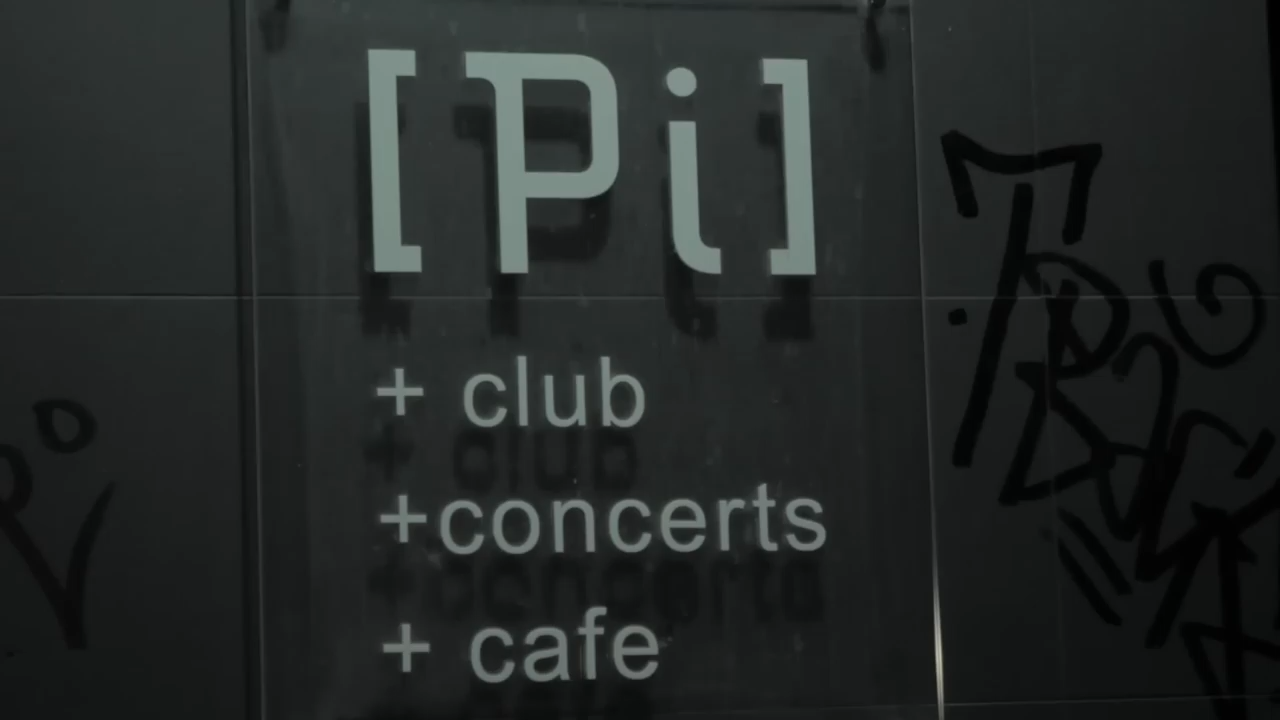 [Pi]
+ club
+concerts
+ cafe